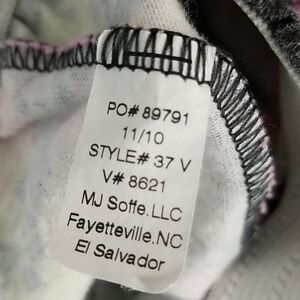 PO# 89791
11/10
STYLE# 37 V
V# 8621
MJ Soffe.LLC
Fayetteville.NC
El Salvador